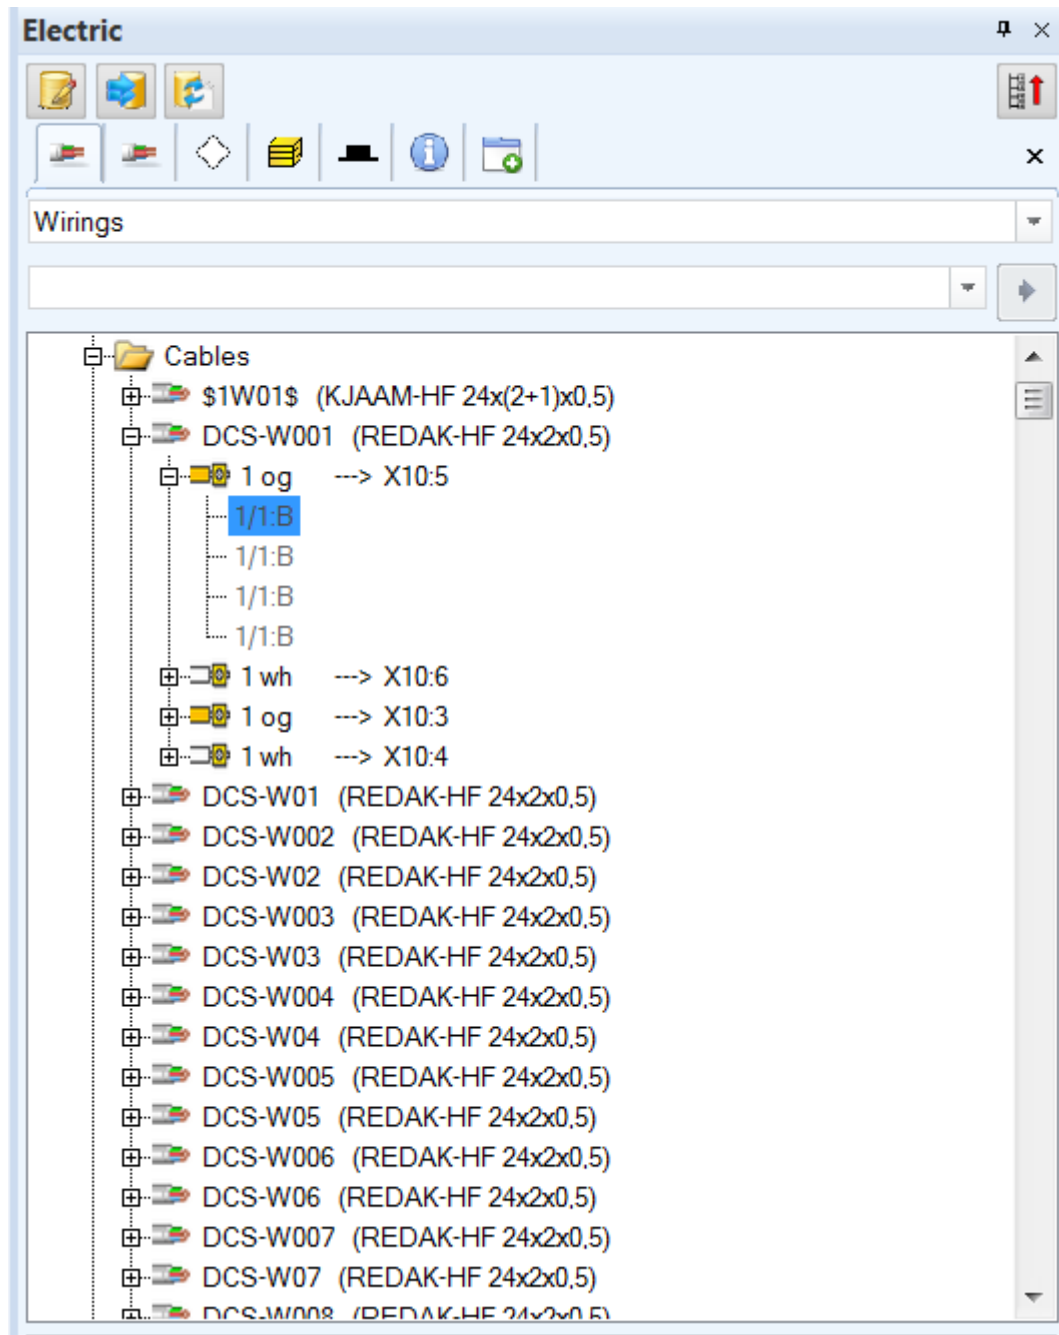 Electric
Wirings
Cables
$1W01$ (KJAAM-HF 24x(2+1)x0,5)
DCS-W001 (REDAK-HF 24x2x0,5)
1 og ---> X10:5
1/1:B
1/1:B
1/1:B
1/1:B
1 wh ---> X10:6
1 og ---> X10:3
1 wh ---> X10:4
DCS-W01 (REDAK-HF 24x2x0,5)
DCS-W002 (REDAK-HF 24x2x0,5)
DCS-W02 (REDAK-HF 24x2x0,5)
DCS-W003 (REDAK-HF 24x2x0,5)
DCS-W03 (REDAK-HF 24x2x0,5)
DCS-W004 (REDAK-HF 24x2x0,5)
DCS-W04 (REDAK-HF 24x2x0,5)
DCS-W005 (REDAK-HF 24x2x0,5)
DCS-W05 (REDAK-HF 24x2x0,5)
DCS-W006 (REDAK-HF 24x2x0,5)
DCS-W06 (REDAK-HF 24x2x0,5)
DCS-W007 (REDAK-HF 24x2x0,5)
DCS-W07 (REDAK-HF 24x2x0,5)
DCS-W008 (REDAK-HF 24x2x0,5)